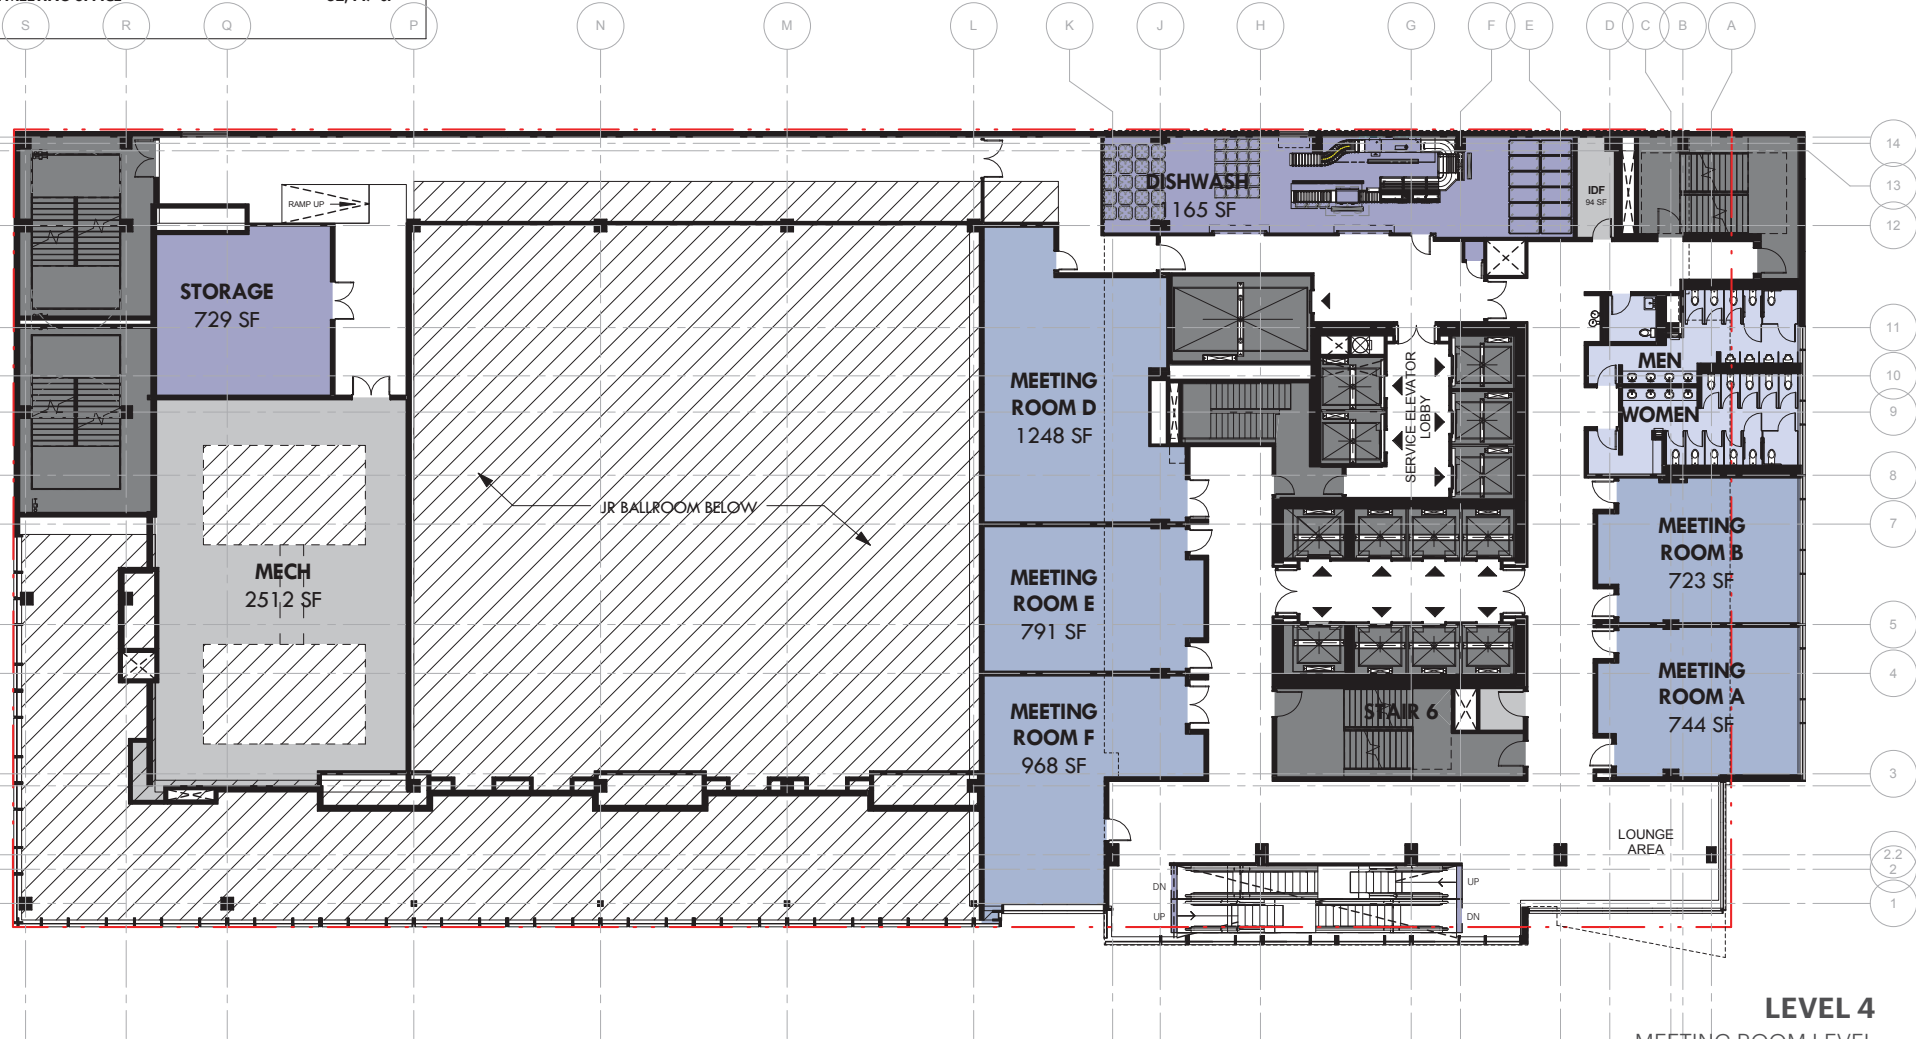 S R Q P N M L K J H G F E D C B A
14
13
12
11
10
9
8
7
5
4
3
2.2
2
1
RAMP UP
DISHWASH
1165 SF
IDF
94 SF
STORAGE
729 SF
MEN
WOMEN
SERVICE ELEVATOR
LOBBY
MEETING
ROOM D
1248 SF
JR BALLROOM BELOW
MECH
2512 SF
MEETING
ROOM E
791 SF
MEETING
ROOM B
723 SF
MEETING
ROOM F
968 SF
STAIR 6
MEETING
ROOM A
744 SF
LOUNGE
AREA
DN
UP
UP
DN
LEVEL 4
MEETING ROOM LEVEL